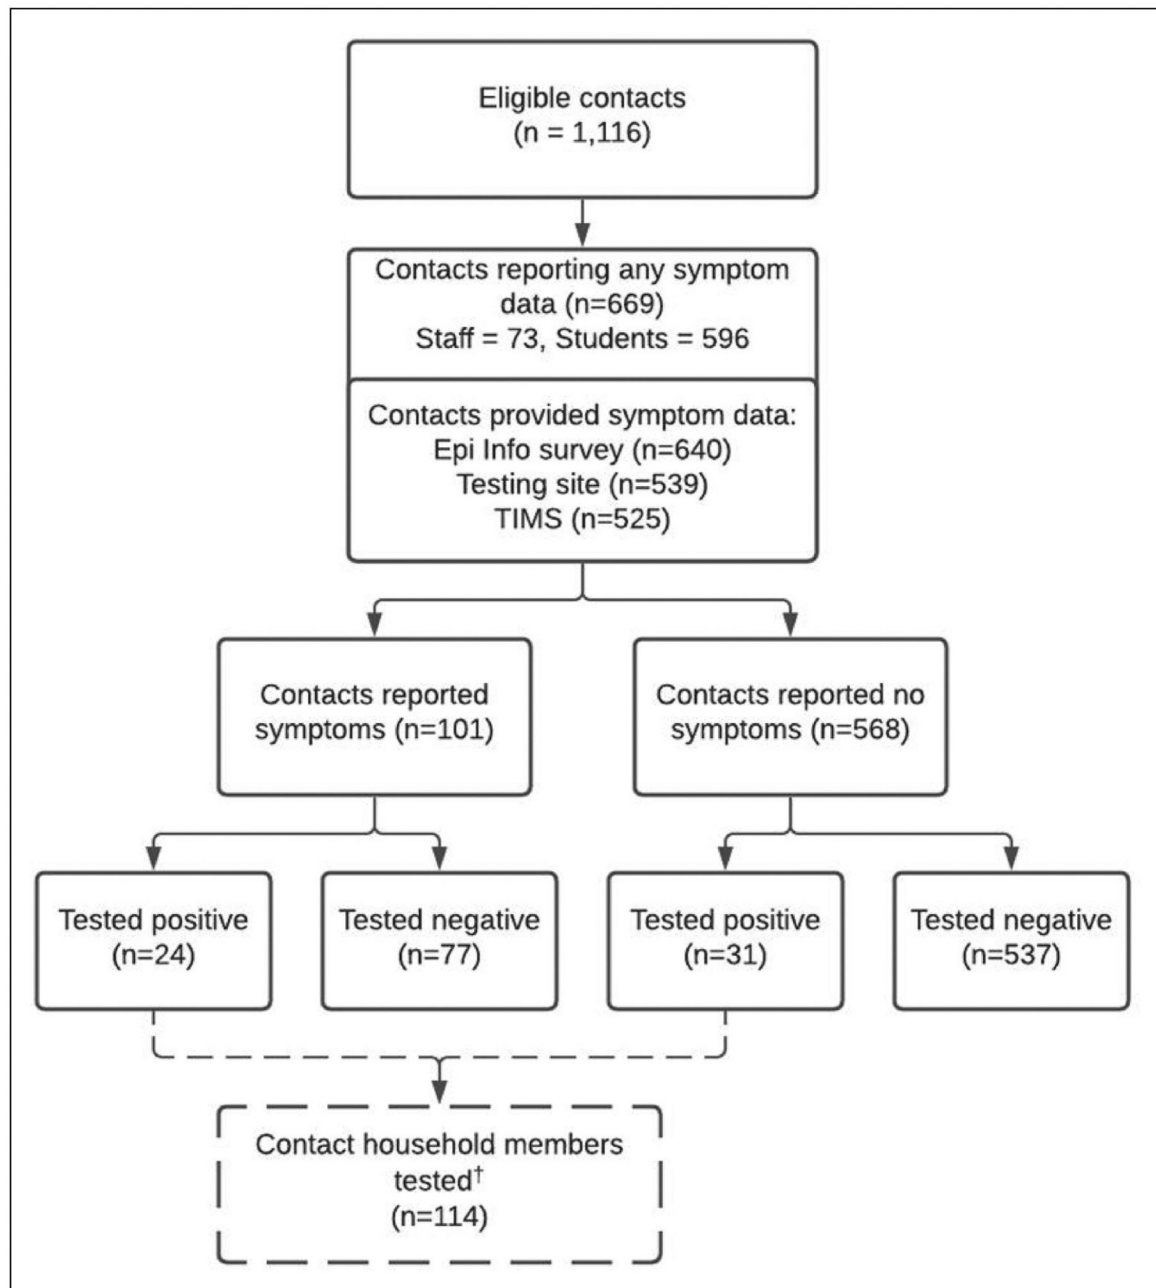 Eligible contacts
(n = 1,116)
Contacts reporting any symptom
data (n=669)
Staff = 73, Students = 596
Contacts provided symptom data:
Epi Info survey (n=640)
Testing site (n=539)
TIMS (n=525)
Contacts reported
symptoms (n=101)
Contacts reported no
symptoms (n=568)
Tested positive
(n=24)
Tested negative
(n=77)
Tested positive
(n=31)
Tested negative
(n=537)
Contact household members
tested†
(n=114)